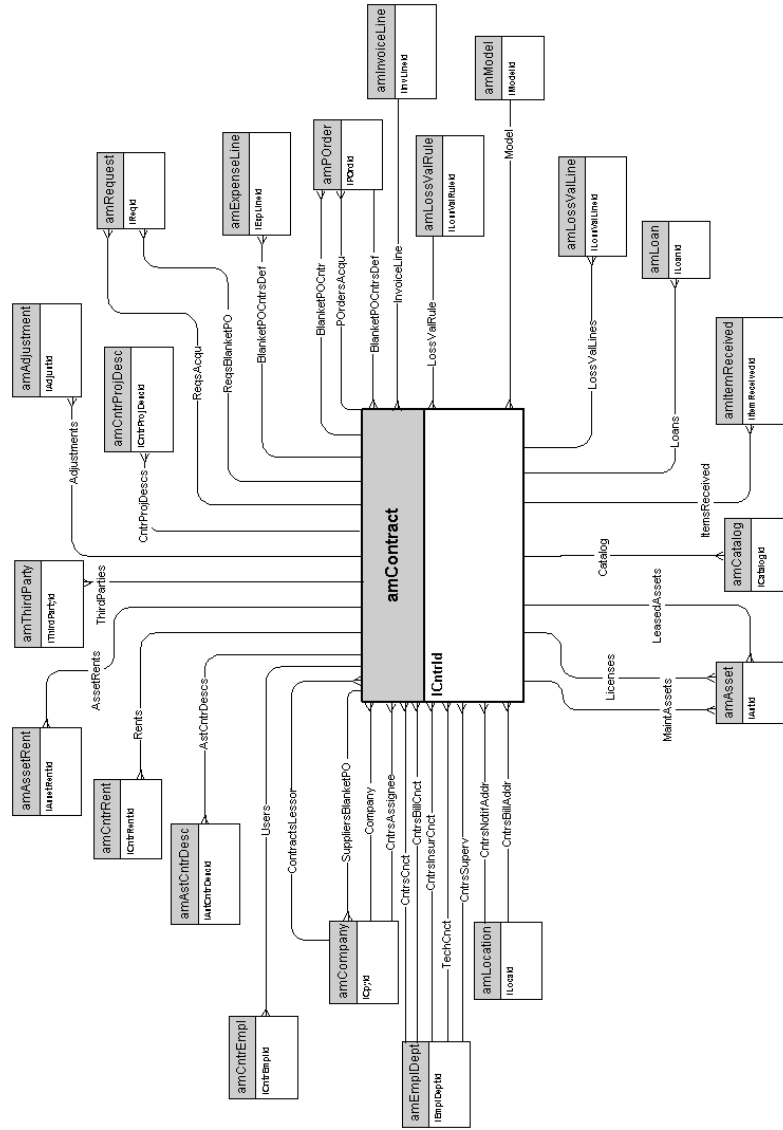 amAssetRent
lAssetRentId
amThirdParty
lThirdPartyId
amAdjustment
lAdjustId
amRequest
lReqId
amCntrRent
lCntrRentId
amCntrProjDesc
lCntrProjDescId
amAstCntrDesc
lAstCntrDescId
amExpenseLine
lExpLineId
amCntrEmpl
lCntrEmplId
amCompany
lCpyId
amPOrder
lPOrdId
amInvoiceLine
lInvLineId
amEmplDept
lEmplDeptId
amLossValRule
lLossValRuleId
amLocation
lLocaId
amModel
lModelId
amLossValLine
lLossValLineId
amLoan
lLoanId
amAsset
lAstId
amCatalog
lCatalogId
amItemReceived
lItemReceivedId
amContract
lCntrId
AssetRents
ThirdParties
Adjustments
Rents
CntrProjDescs
ReqsAcqu
AstCntrDescs
ReqsBlanketPO
Users
BlanketPOCntrsDef
ContractsLessor
BlanketPOCntr
SuppliersBlanketPO
POrdersAcqu
Company
BlanketPOCntrsDef
CntrsAssignee
InvoiceLine
CntrsCnct
CntrsBillCnct
CntrsInsurCnct
LossValRule
TechCnct
CntrsSuperv
CntrsNotifAddr
CntrsBillAddr
Model
LossValLines
Loans
ItemsReceived
Catalog
LeasedAssets
Licenses
MaintAssets